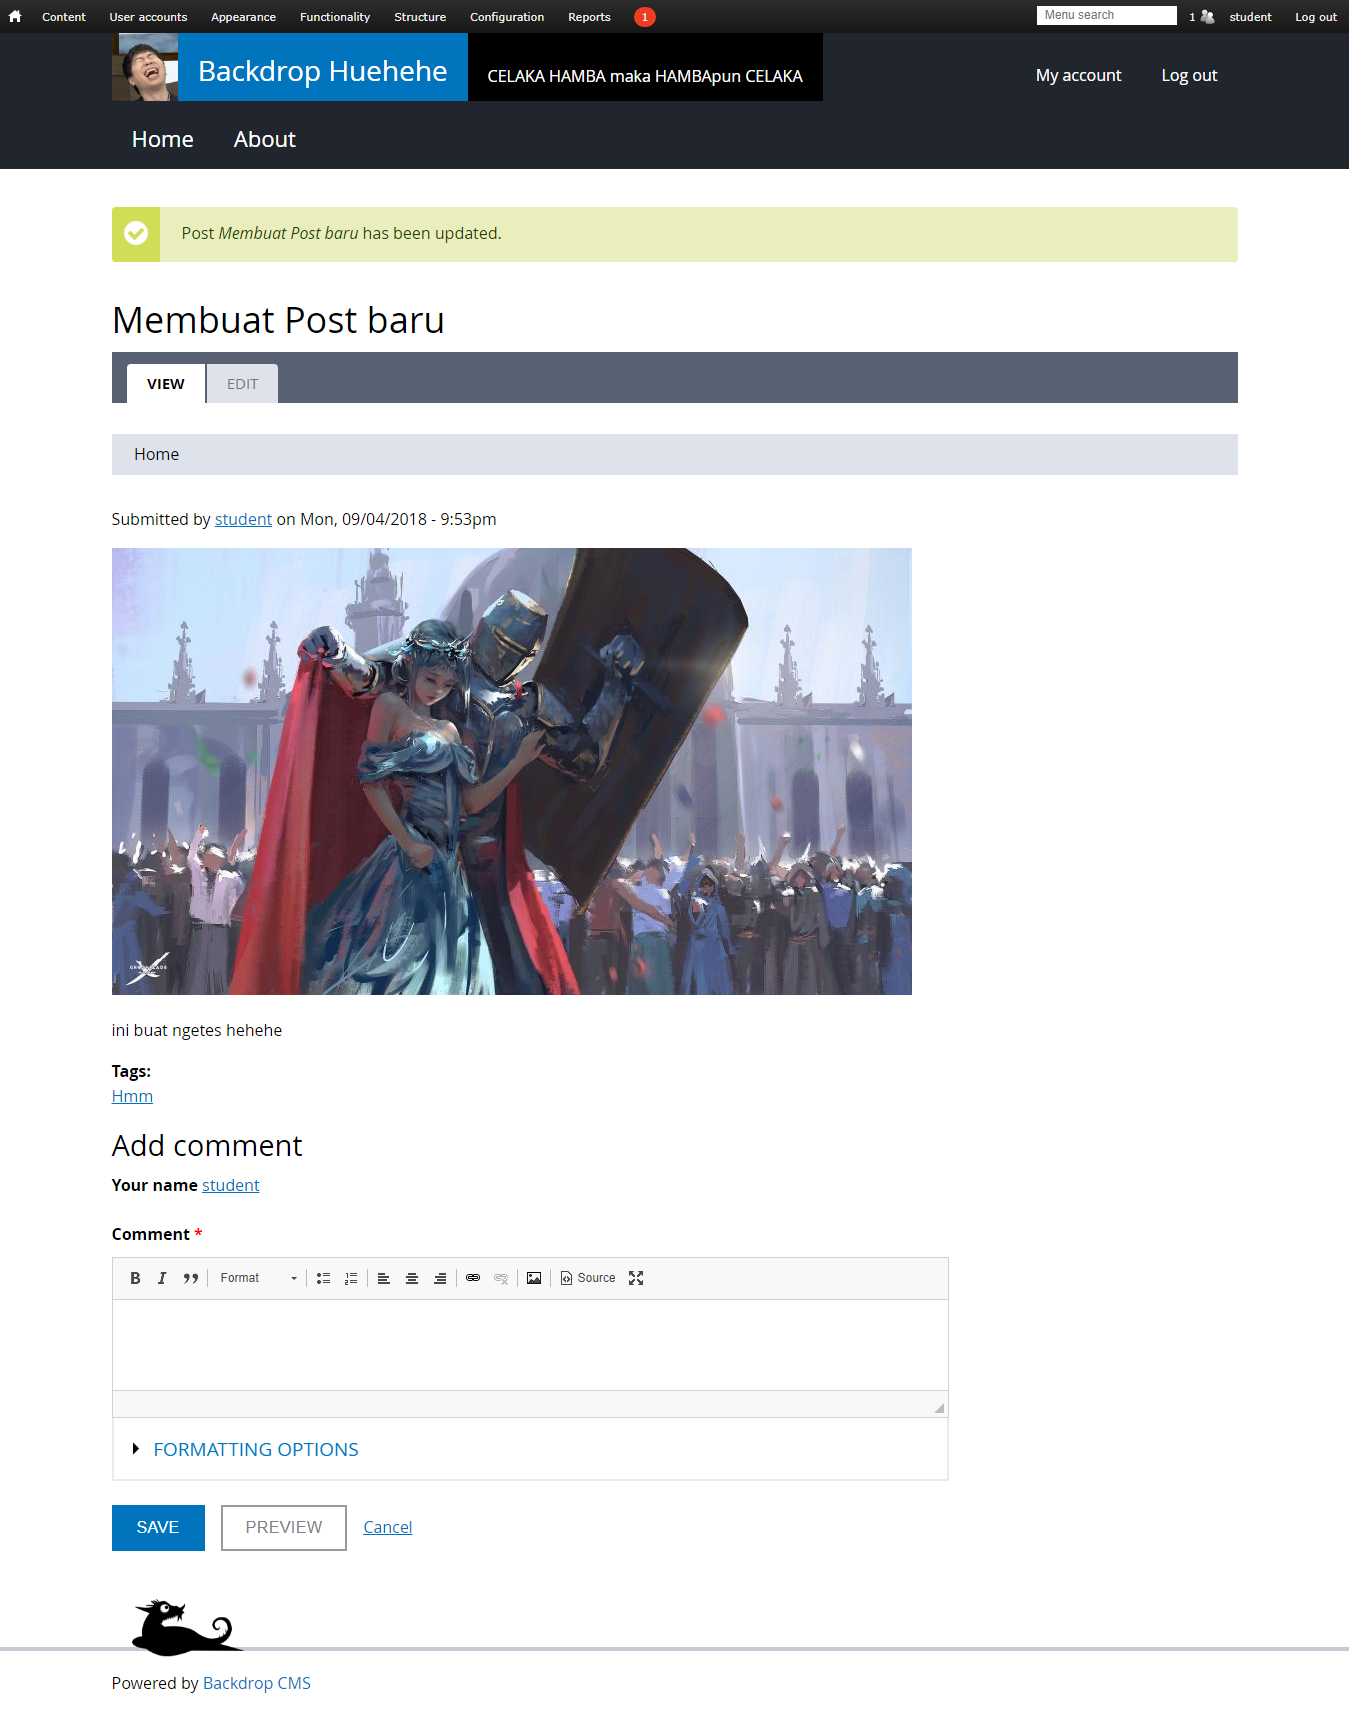 Content User accounts Appearance Functionality Structure Configuration Reports 1 Menu search 1 student Log out
Backdrop Huehehe CELAKA HAMBA maka HAMBApun CELAKA My account Log out
Home About
Post Membuat Post baru has been updated.
Membuat Post baru
VIEW EDIT
Home
Submitted by student on Mon, 09/04/2018 - 9:53pm
ini buat ngetes hehehe
Tags:
Hmm
Add comment
Your name student
Comment *
B I Format Source
FORMATTING OPTIONS
SAVE PREVIEW Cancel
Powered by Backdrop CMS